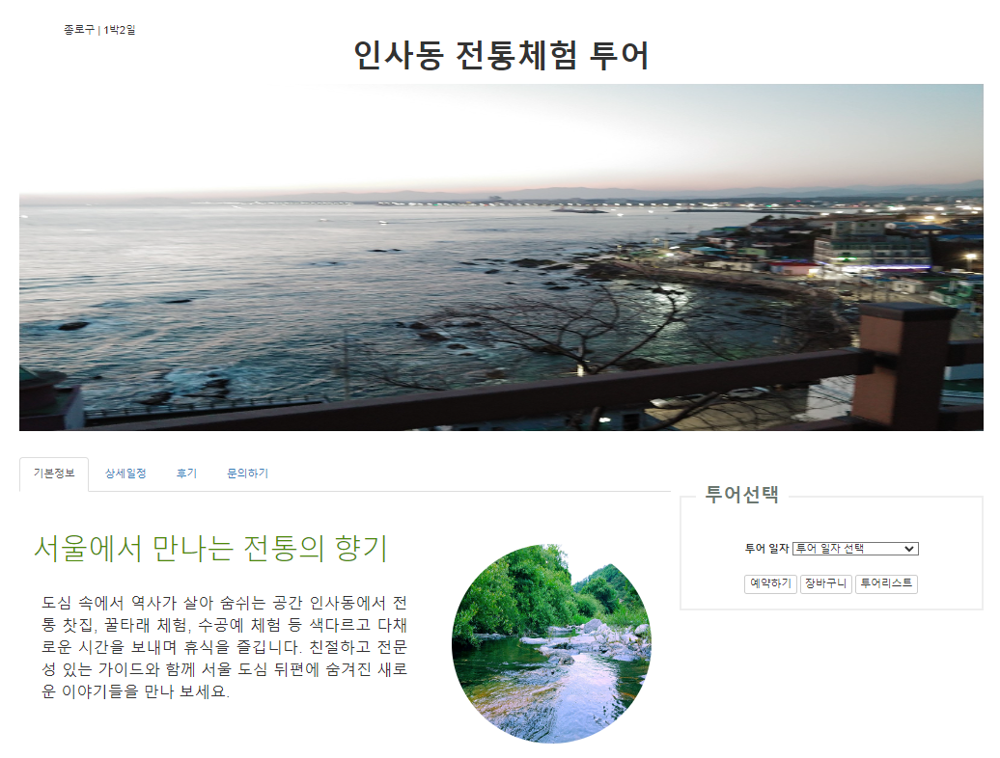 종로구 | 1박2일
인사동 전통체험 투어
기본정보 상세일정 후기 문의하기
서울에서 만나는 전통의 향기
도심 속에서 역사가 살아 숨쉬는 공간 인사동에서 전
통 찻집, 꿀타래 체험, 수공예 체험 등 색다르고 다채
로운 시간을 보내며 휴식을 즐깁니다. 친절하고 전문
성 있는 가이드와 함께 서울 도심 뒤편에 숨겨진 새로
운 이야기들을 만나 보세요.
투어선택
투어 일자 투어 일자 선택
예약하기 장바구니 투어리스트